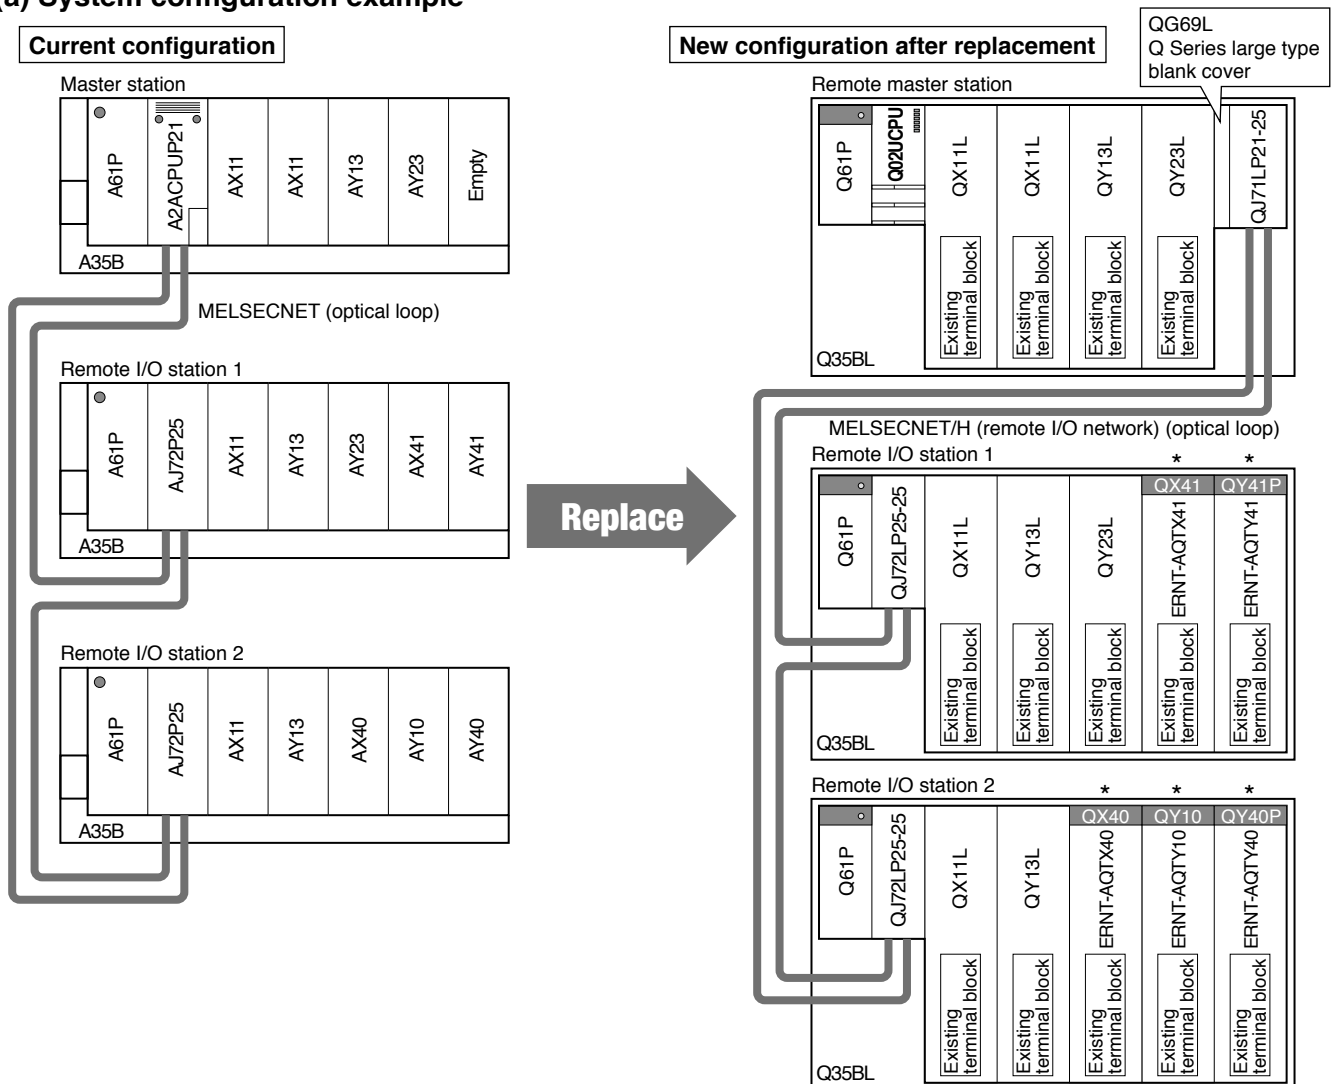 (a) System configuration example
Current configuration
Master station
A61P
A2ACPUP21
AX11
AX11
AY13
AY23
Empty
A35B
MELSECNET (optical loop)
Remote I/O station 1
A61P
AJ72P25
AX11
AY13
AY23
AX41
AY41
A35B
Remote I/O station 2
A61P
AJ72P25
AX11
AY13
AX40
AY10
AY40
A35B
Replace
New configuration after replacement
QG69L
Q Series large type
blank cover
Remote master station
Q61P
Q02UCPU
QX11L
QX11L
QY13L
QY23L
QJ71LP21-25
Existing
terminal block
Existing
terminal block
Existing
terminal block
Existing
terminal block
Q35BL
MELSECNET/H (remote I/O network) (optical loop)
Remote I/O station 1
* *
QX41 QY41P
Q61P
QJ72LP25-25
QX11L
QY13L
QY23L
ERNT-AQTX41
ERNT-AQTY41
Existing
terminal block
Existing
terminal block
Existing
terminal block
Existing
terminal block
Existing
terminal block
Q35BL
Remote I/O station 2
* * *
QX40 QY10 QY40P
Q61P
QJ72LP25-25
QX11L
QY13L
ERNT-AQTX40
ERNT-AQTY10
ERNT-AQTY40
Existing
terminal block
Existing
terminal block
Existing
terminal block
Existing
terminal block
Existing
terminal block
Q35BL